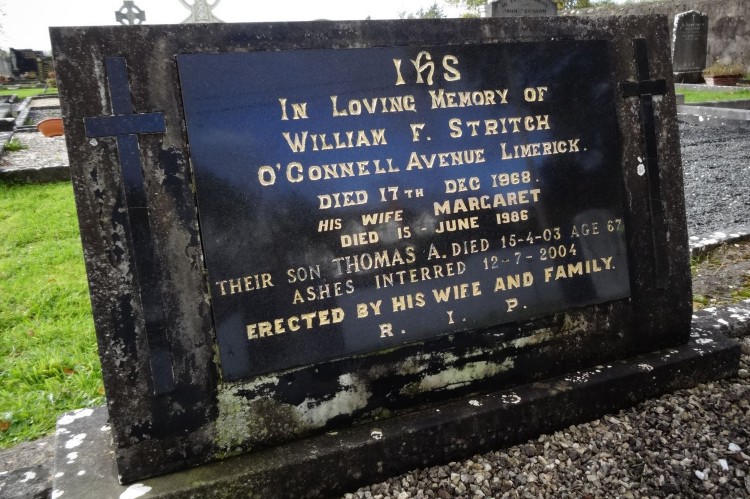 IHS
IN LOVING MEMORY OF
WILLIAM F. STRITCH
O'CONNELL AVENUE LIMERICK.
DIED 17TH DEC 1968.
HIS WIFE MARGARET
DIED 15 - JUNE 1986
THEIR SON THOMAS A. DIED 15-4-03 AGE 67
ASHES INTERRED 12-7-2004
ERECTED BY HIS WIFE AND FAMILY.
R. I. P.